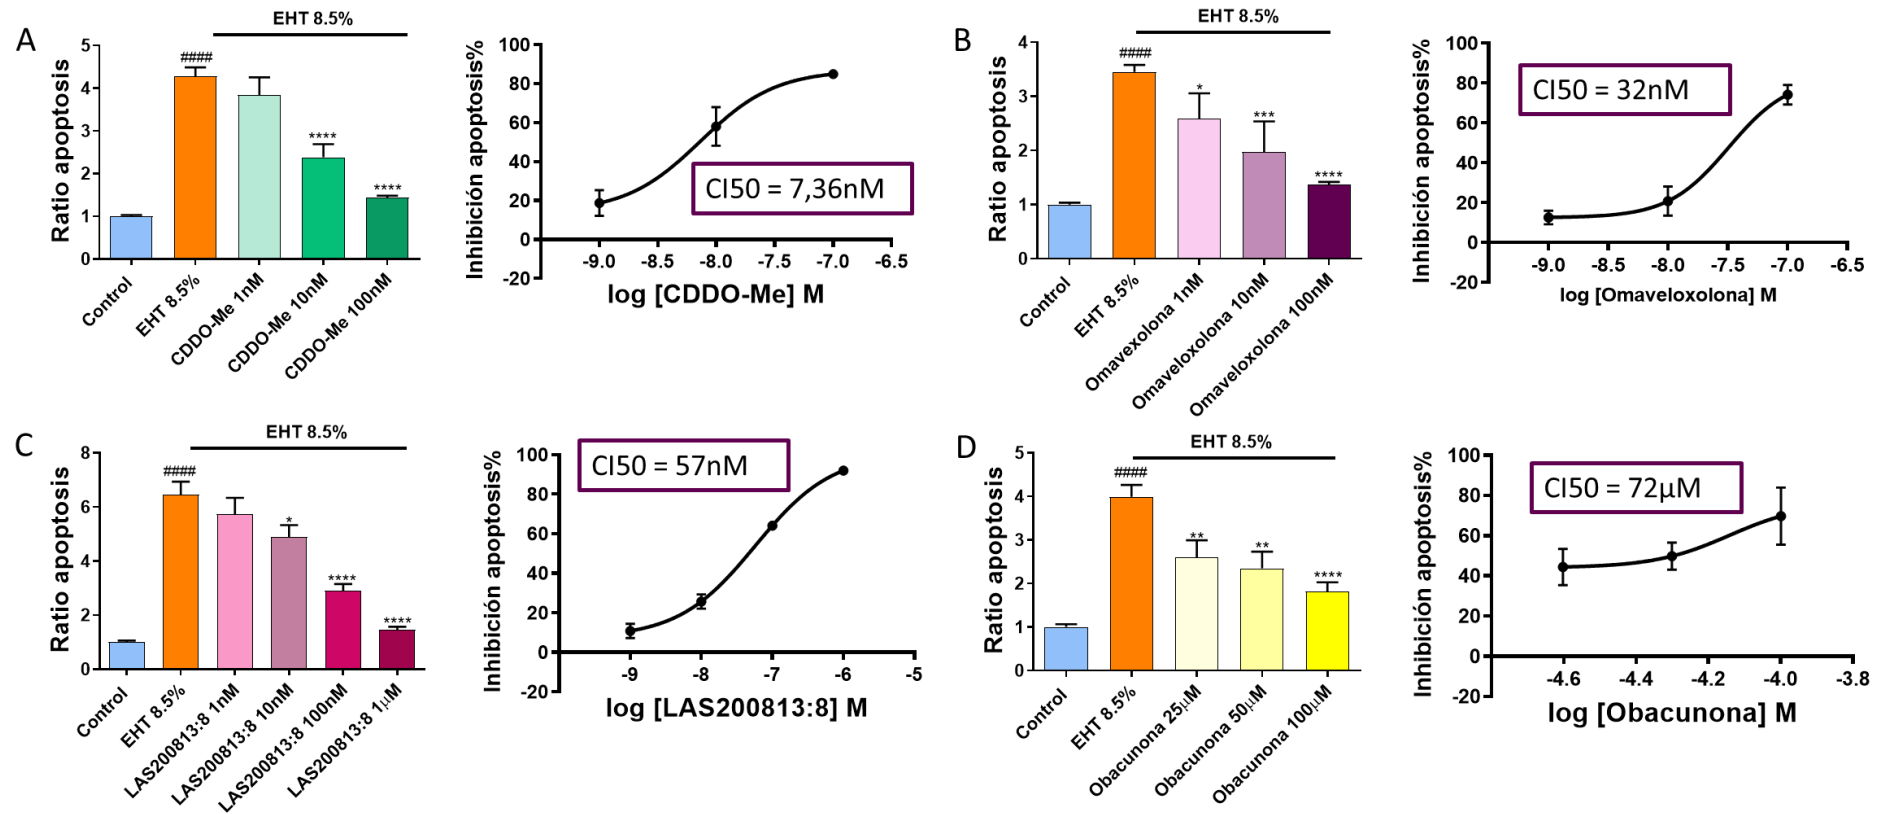 A
EHT 8.5%
Ratio apoptosis
5
4
3
2
1
0
####
****
****
Control
EHT 8.5%
CDDO-Me 1nM
CDDO-Me 10nM
CDDO-Me 100nM
Inhibición apoptosis%
100
80
60
40
20
0
-20
CI50 = 7,36nM
-9.0 -8.5 -8.0 -7.5 -7.0 -6.5
log [CDDO-Me] M
B
EHT 8.5%
Ratio apoptosis
4
3
2
1
0
####
*
***
****
Control
EHT 8.5%
Omavexolona 1nM
Omaveloxolona 10nM
Omaveloxolona 100nM
Inhibición apoptosis%
100
80
60
40
20
0
-20
CI50 = 32nM
-9.0 -8.5 -8.0 -7.5 -7.0 -6.5
log [Omaveloxolona] M
C
EHT 8.5%
Ratio apoptosis
8
6
4
2
0
####
*
****
****
Control
EHT 8.5%
LAS200813:8 1nM
LAS200813:8 10nM
LAS200813:8 100nM
LAS200813:8 1µM
Inhibición apoptosis%
100
80
60
40
20
0
-20
CI50 = 57nM
-9 -8 -7 -6 -5
log [LAS200813:8] M
D
EHT 8.5%
Ratio apoptosis
5
4
3
2
1
0
####
**
**
****
Control
EHT 8.5%
Obacunona 25µM
Obacunona 50µM
Obacunona 100µM
Inhibición apoptosis%
100
80
60
40
20
0
-20
CI50 = 72µM
-4.6 -4.4 -4.2 -4.0 -3.8
log [Obacunona] M